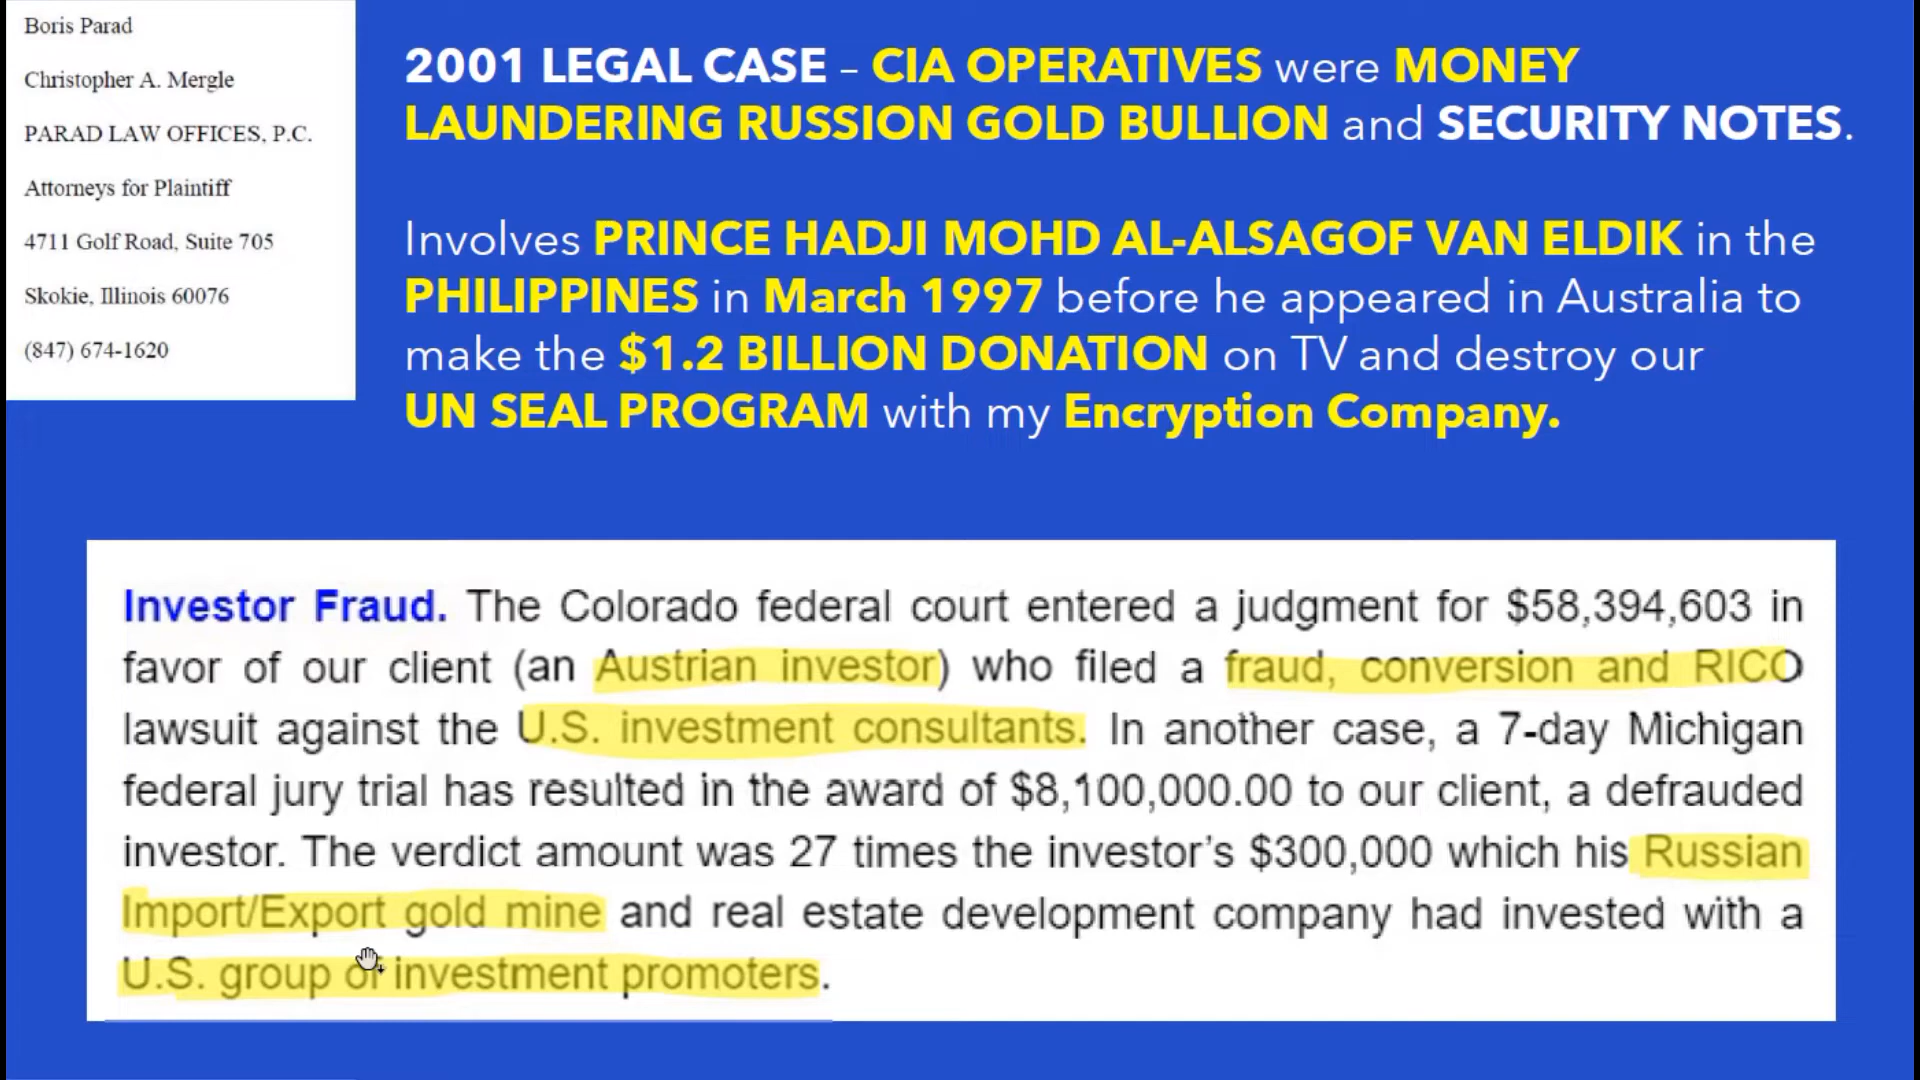 Boris Parad
Christopher A. Mergle
PARAD LAW OFFICES, P.C.
Attorneys for Plaintiff
4711 Golf Road, Suite 705
Skokie, Illinois 60076
(847) 674-1620
2001 LEGAL CASE – CIA OPERATIVES were MONEY
LAUNDERING RUSSION GOLD BULLION and SECURITY NOTES.
Involves PRINCE HADJI MOHD AL-ALSAGOF VAN ELDIK in the
PHILIPPINES in March 1997 before he appeared in Australia to
make the $1.2 BILLION DONATION on TV and destroy our
UN SEAL PROGRAM with my Encryption Company.
Investor Fraud. The Colorado federal court entered a judgment for $58,394,603 in
favor of our client (an Austrian investor) who filed a fraud, conversion and RICO
lawsuit against the U.S. investment consultants. In another case, a 7-day Michigan
federal jury trial has resulted in the award of $8,100,000.00 to our client, a defrauded
investor. The verdict amount was 27 times the investor’s $300,000 which his Russian
Import/Export gold mine and real estate development company had invested with a
U.S. group of investment promoters.